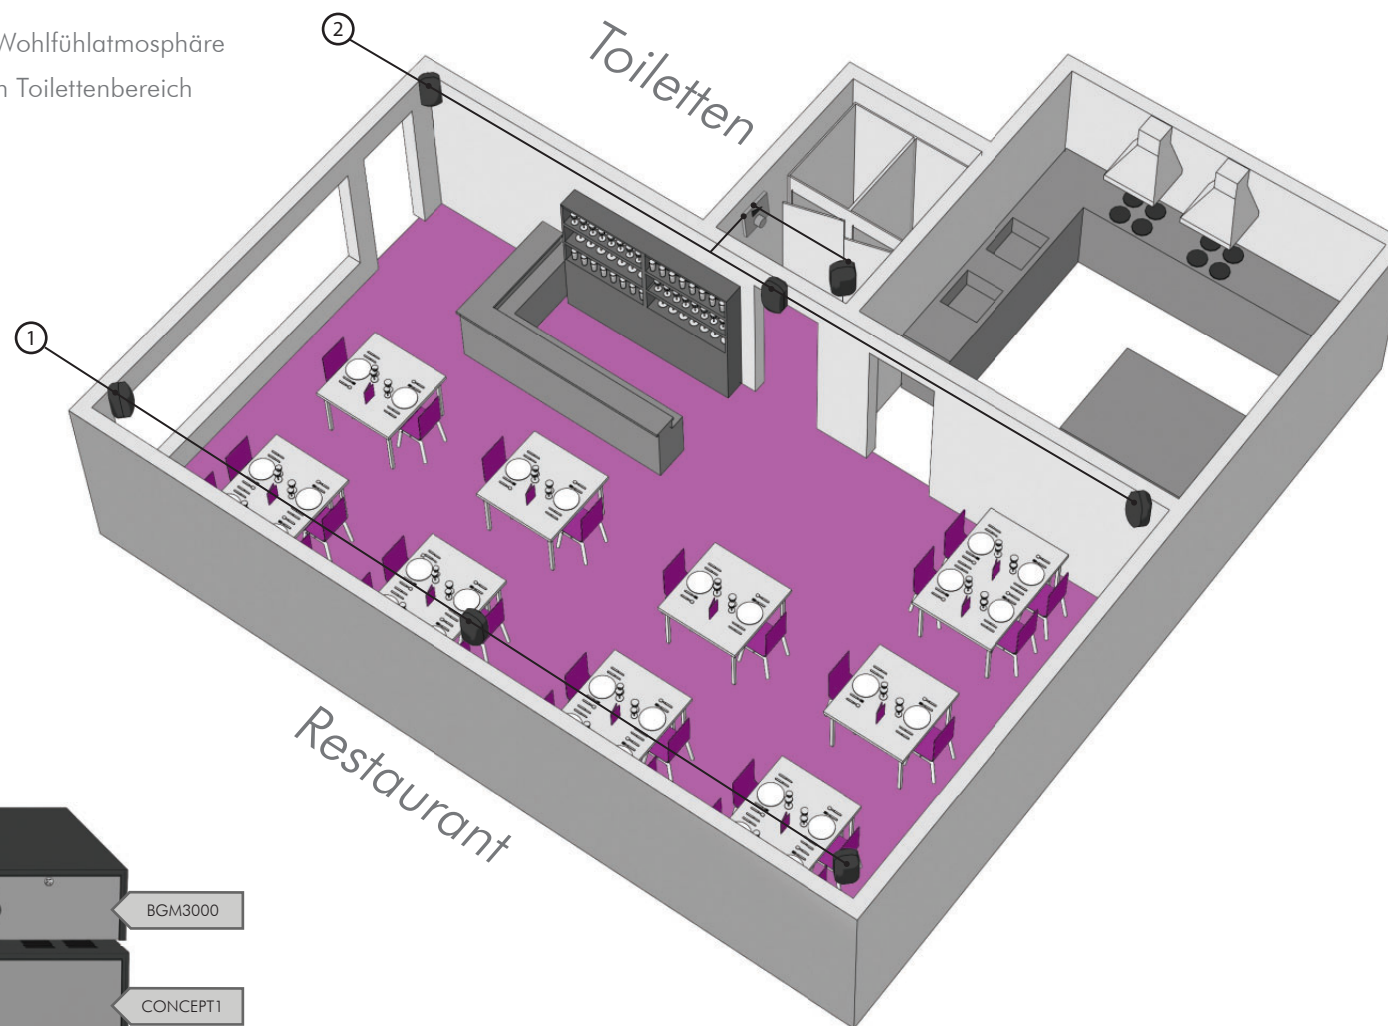 Wohlfühlatmosphäre
Toilettenbereich
2
Toiletten
1
Restaurant
BGM3000
CONCEPT1